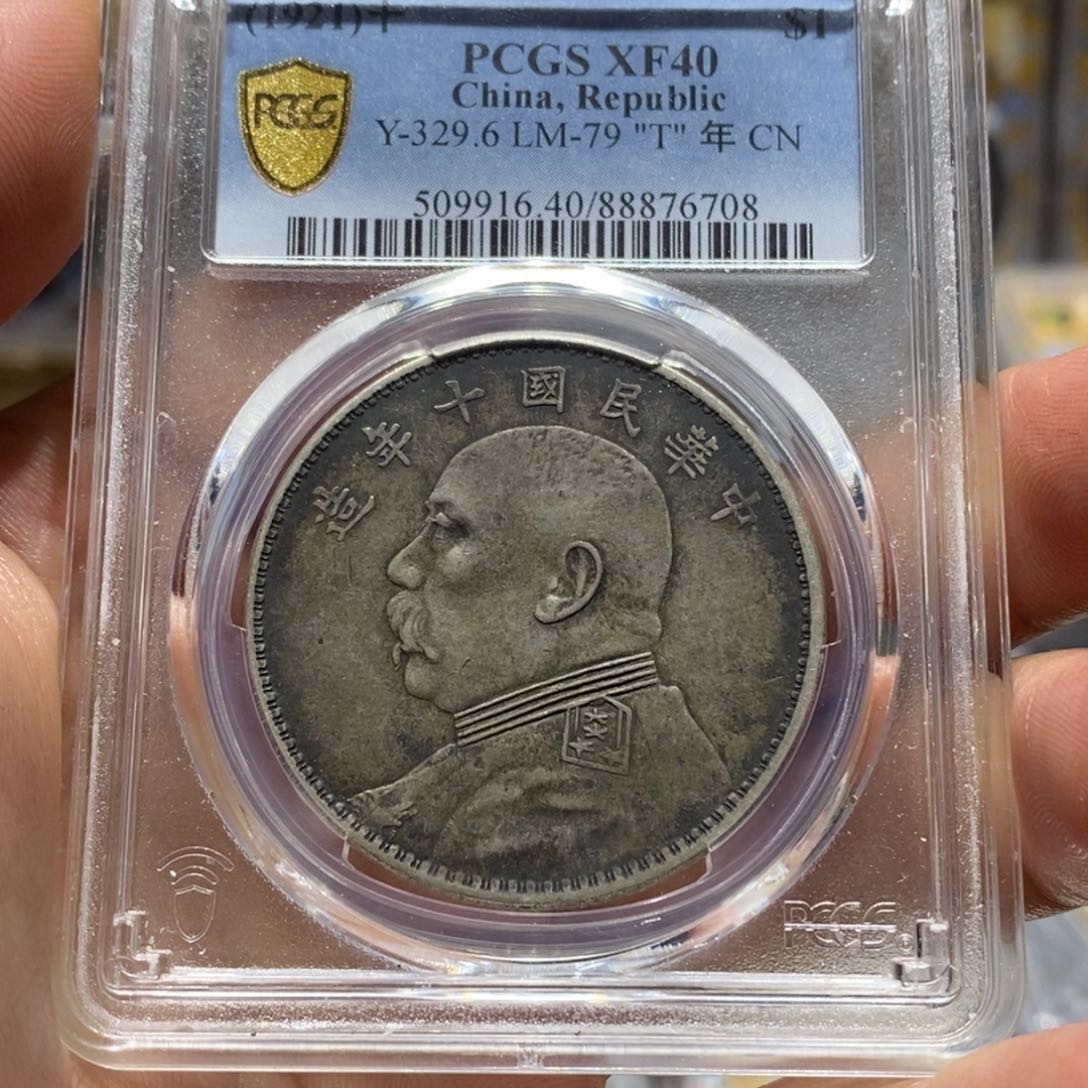 (1921)十 $1
PCGS XF40
China, Republic
Y-329.6 LM-79 "T" 年 CN
PCGS
509916.40/88876708
造年十國民華中
PCGS